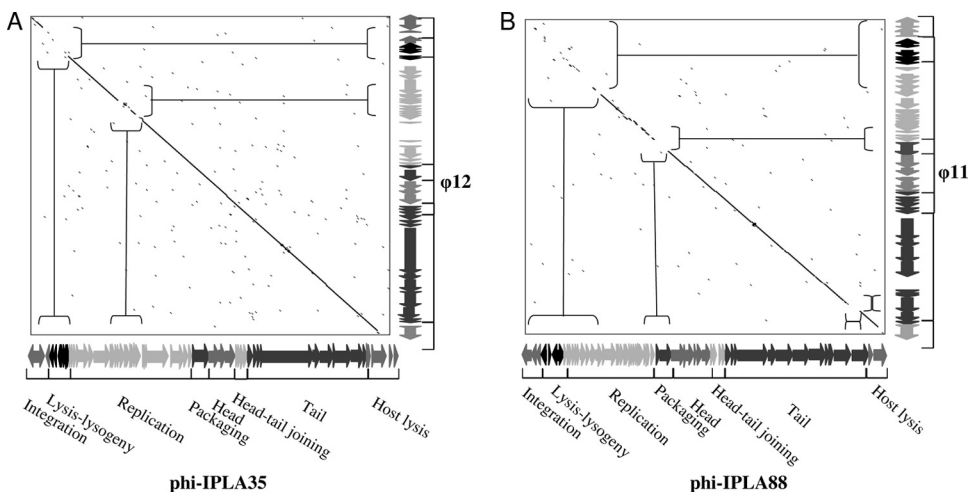 A
φ12
Integration
Lysis-lysogeny
Replication
Packaging
Head
Head-tail joining
Tail
Host lysis
phi-IPLA35
B
φ11
Integration
Lysis-lysogeny
Replication
Packaging
Head
Head-tail joining
Tail
Host lysis
phi-IPLA88